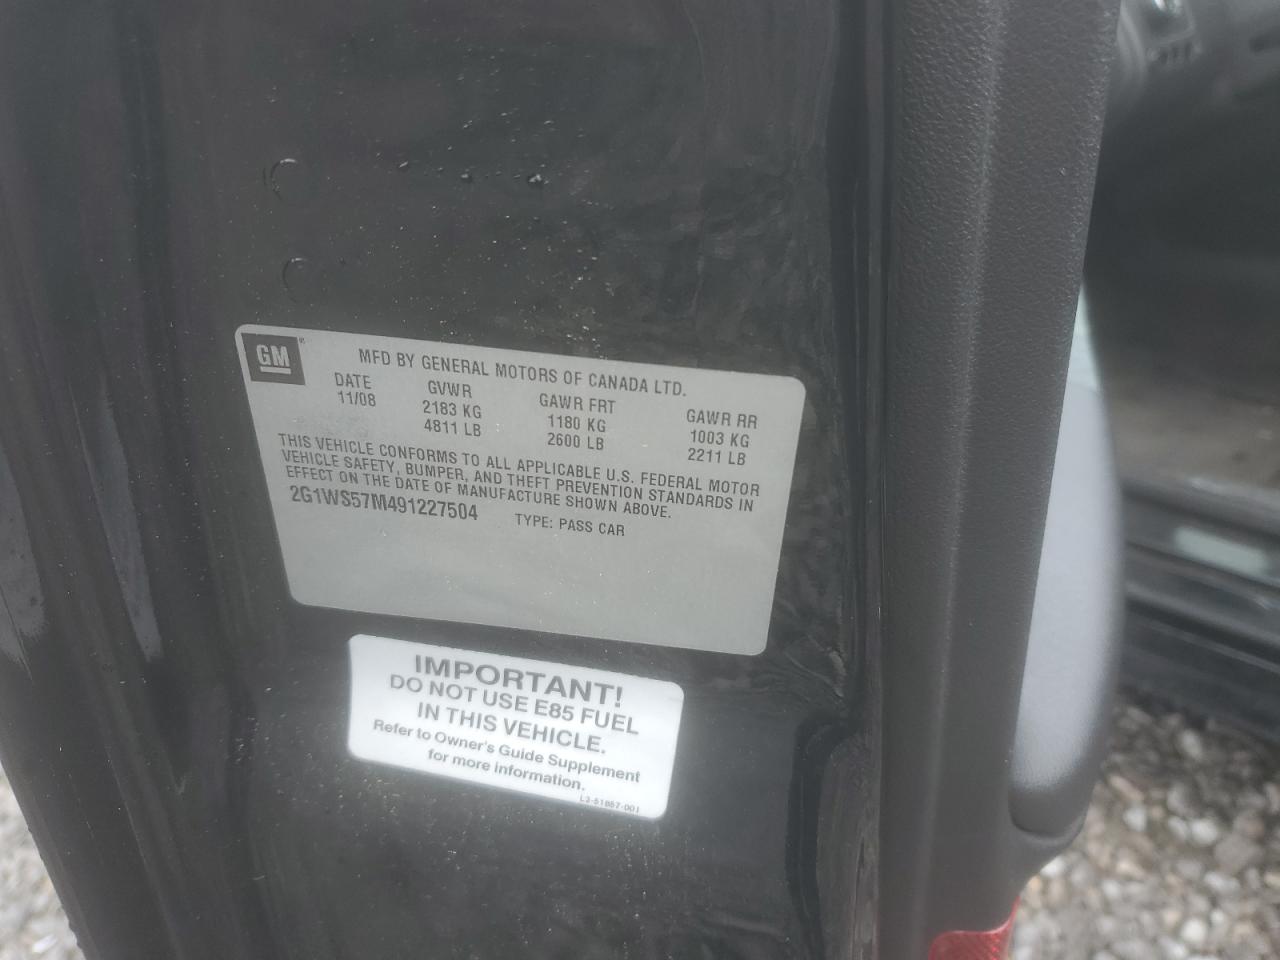 GM
MFD BY GENERAL MOTORS OF CANADA LTD.
DATE GVWR GAWR FRT GAWR RR
11/08 2183 KG 1180 KG 1003 KG
4811 LB 2600 LB 2211 LB
THIS VEHICLE CONFORMS TO ALL APPLICABLE U.S. FEDERAL MOTOR
VEHICLE SAFETY, BUMPER, AND THEFT PREVENTION STANDARDS IN
EFFECT ON THE DATE OF MANUFACTURE SHOWN ABOVE.
2G1WS57M491227504 TYPE: PASS CAR
IMPORTANT!
DO NOT USE E85 FUEL
IN THIS VEHICLE.
Refer to Owner's Guide Supplement
for more information.
L3-51857-001